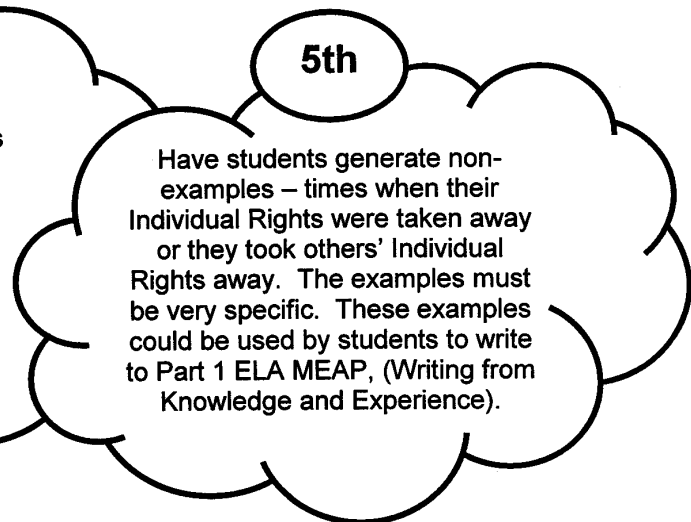 5th
s
Have students generate non-
examples – times when their
Individual Rights were taken away
or they took others' Individual
Rights away.  The examples must
be very specific.  These examples
could be used by students to write
to Part 1 ELA MEAP, (Writing from
Knowledge and Experience).